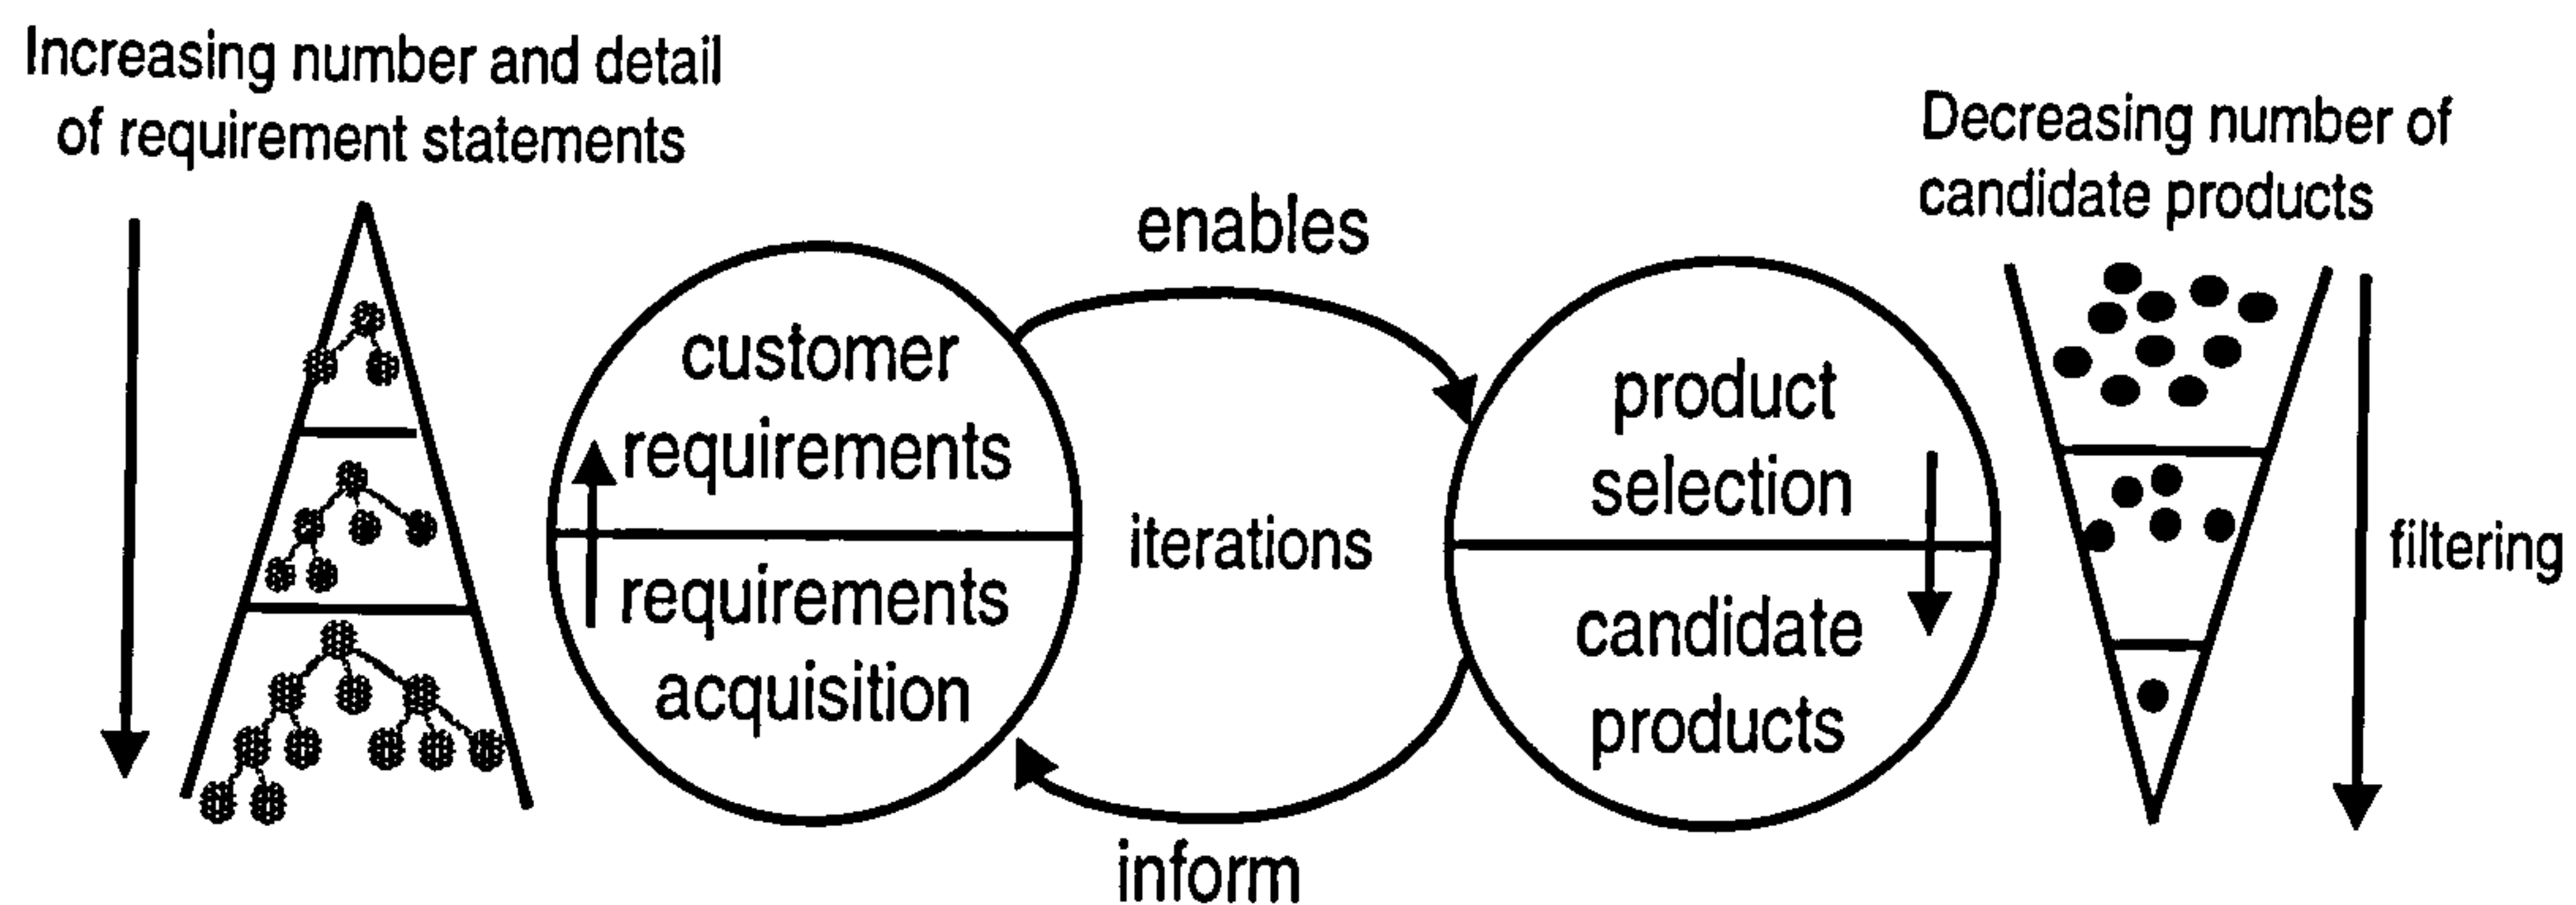 Increasing number and detail
of requirement statements
Decreasing number of
candidate products
enables
customer
requirements
requirements
acquisition
iterations
product
selection
candidate
products
filtering
inform